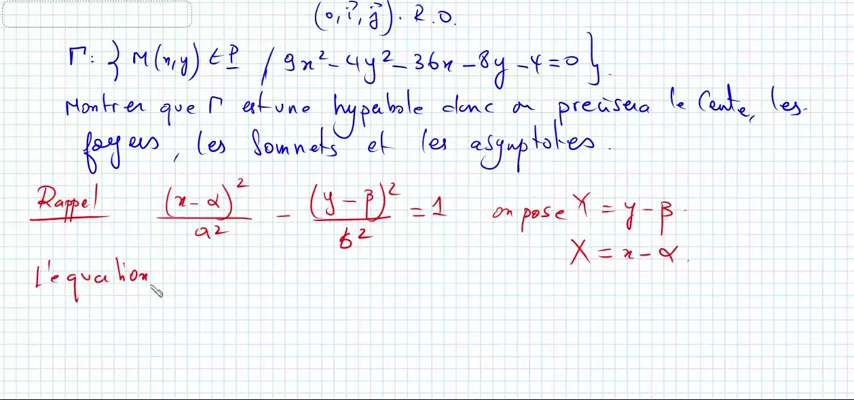 (o, i⃗, j⃗). R.O.
Γ: { M(x,y) ∈ P / 9x² - 4y² - 36x - 8y - 4 = 0 }.
Montrer que Γ est une hyperbole donc on précisera le Centre, les
foyers, les Sommets et les asymptotes.
Rappel (x - α)²/a² - (y - β)²/b² = 1 on pose Y = y - β.
X = x - α.
L'equation